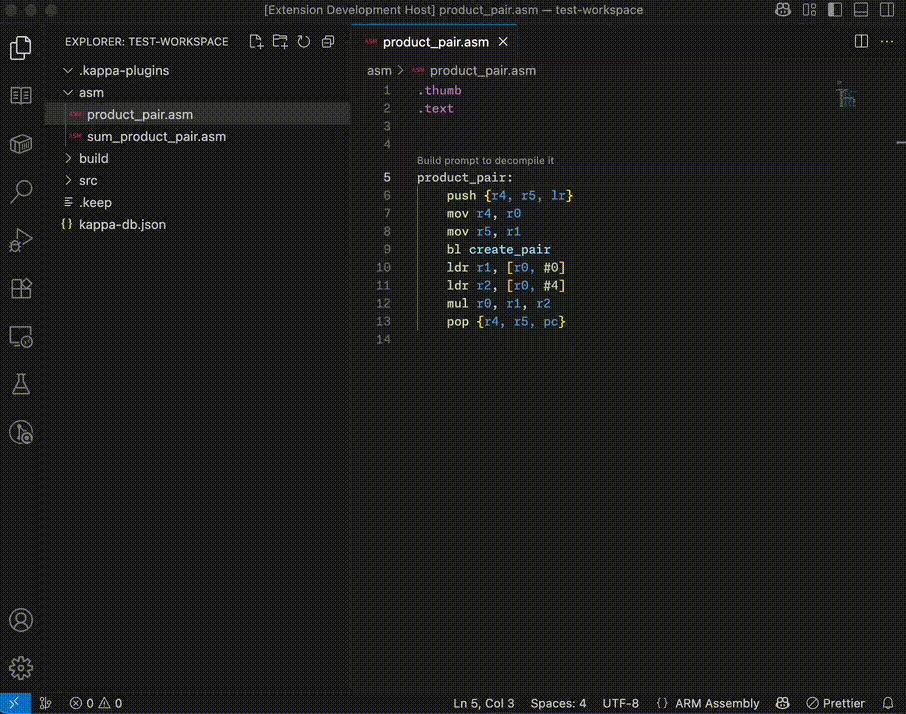 [Extension Development Host] product_pair.asm — test-workspace
EXPLORER: TEST-WORKSPACE
.kappa-plugins
asm
ASM product_pair.asm
ASM sum_product_pair.asm
build
src
.keep
{} kappa-db.json
ASM product_pair.asm
asm > ASM product_pair.asm
1 .thumb
2 .text
3
4
Build prompt to decompile it
5 product_pair:
6 push {r4, r5, lr}
7 mov r4, r0
8 mov r5, r1
9 bl create_pair
10 ldr r1, [r0, #0]
11 ldr r2, [r0, #4]
12 mul r0, r1, r2
13 pop {r4, r5, pc}
14
0 0 Ln 5, Col 3 Spaces: 4 UTF-8 {} ARM Assembly Prettier